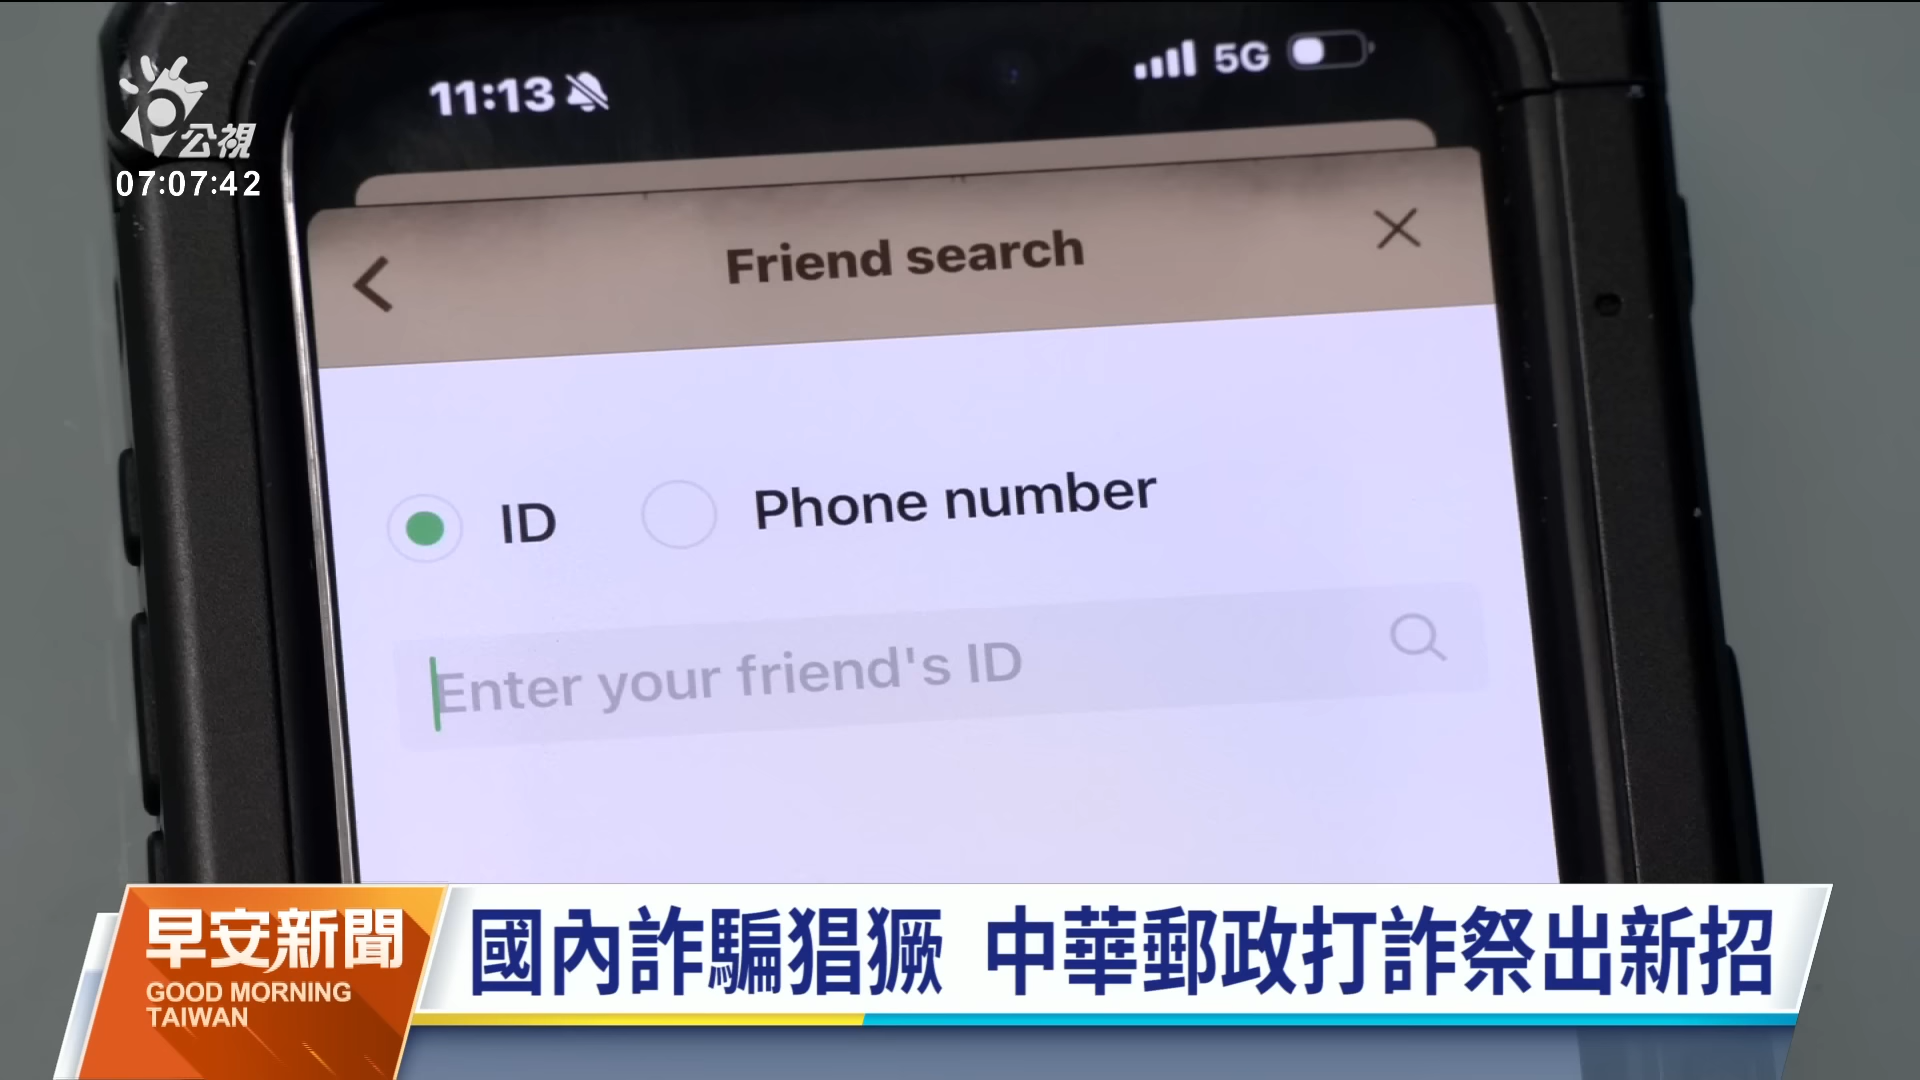 公視
07:07:42
11:13
5G
Friend search
ID
Phone number
Enter your friend's ID
早安新聞
GOOD MORNING
TAIWAN
國內詐騙猖獗 中華郵政打詐祭出新招